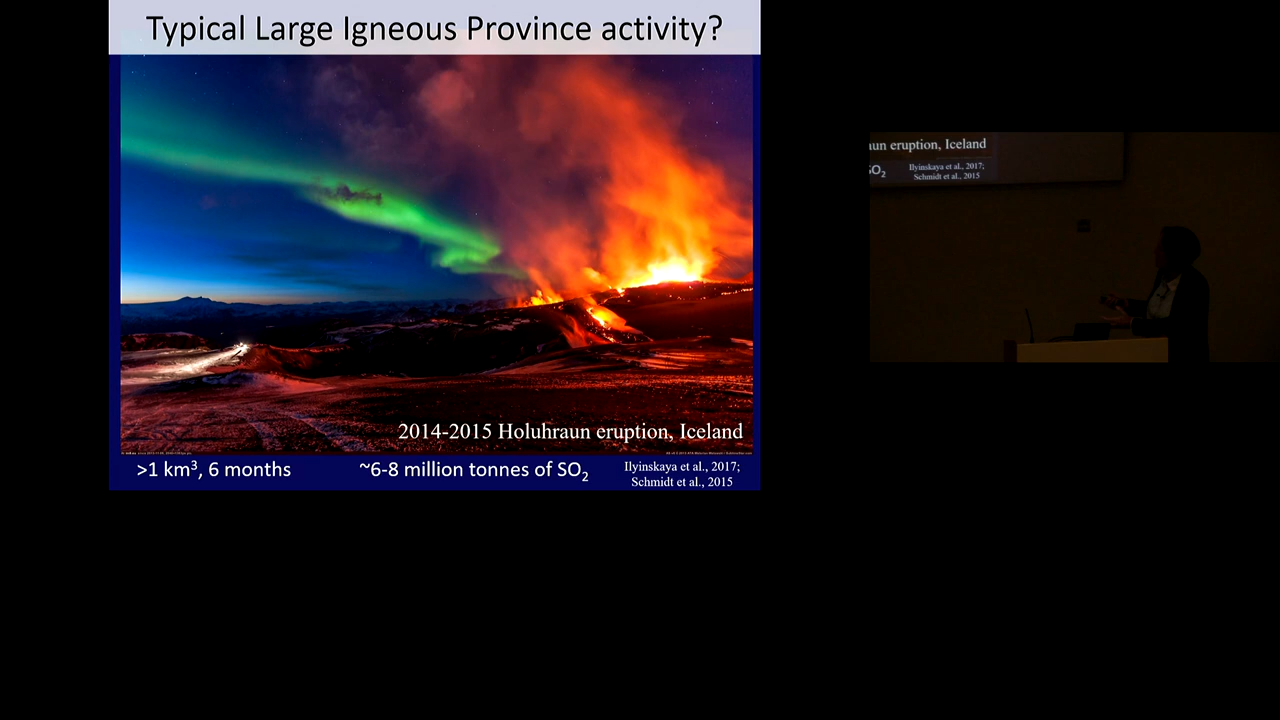 Typical Large Igneous Province activity?
2014-2015 Holuhraun eruption, Iceland
>1 km³, 6 months
~6-8 million tonnes of SO₂
Ilyinskaya et al., 2017;
Schmidt et al., 2015
aun eruption, Iceland
SO₂
Ilyinskaya et al., 2017;
Schmidt et al., 2015